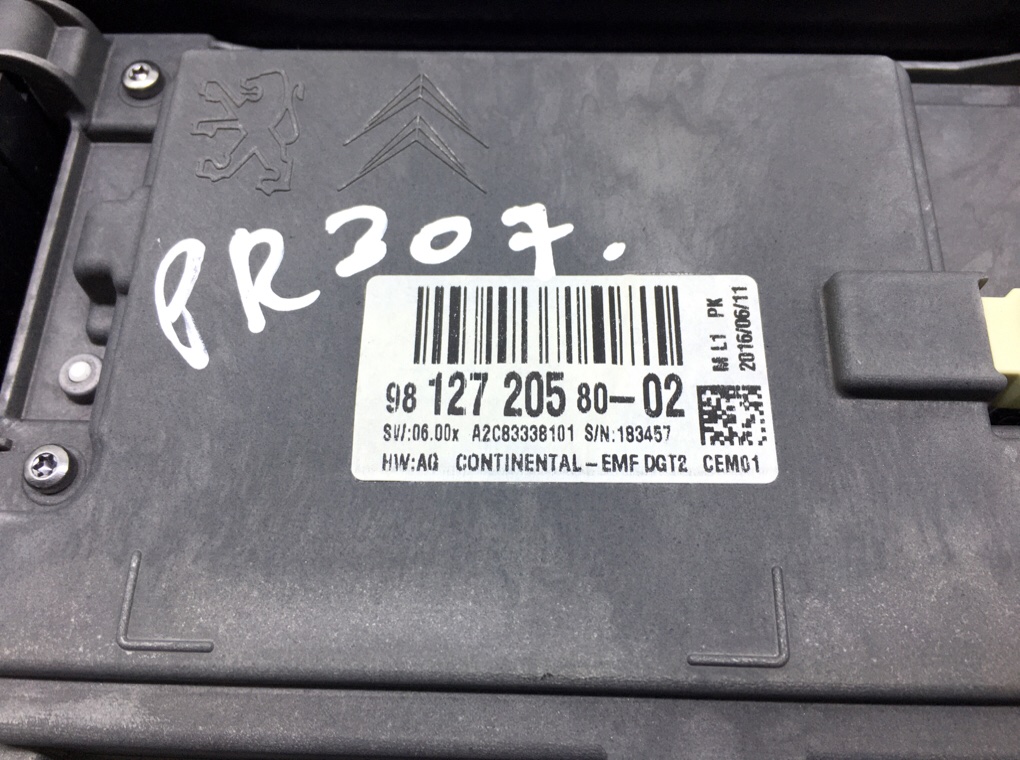 PR307.
98 127 205 80-02
SW:06.00x A2C83338101 S/N:183457
HW:AG CONTINENTAL-EMF DGT2 CEM01
M L1 PK
2016/06/11